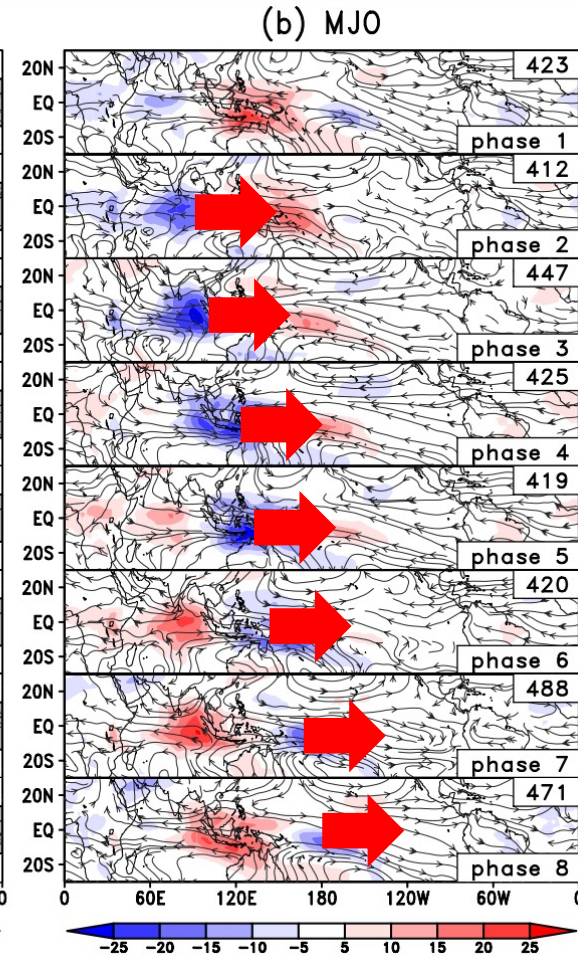 (b) MJO
20N
EQ
20S
423
phase 1
20N
EQ
20S
412
phase 2
20N
EQ
20S
447
phase 3
20N
EQ
20S
425
phase 4
20N
EQ
20S
419
phase 5
20N
EQ
20S
420
phase 6
20N
EQ
20S
488
phase 7
20N
EQ
20S
471
phase 8
0 60E 120E 180 120W 60W 0
-25 -20 -15 -10 -5 5 10 15 20 25